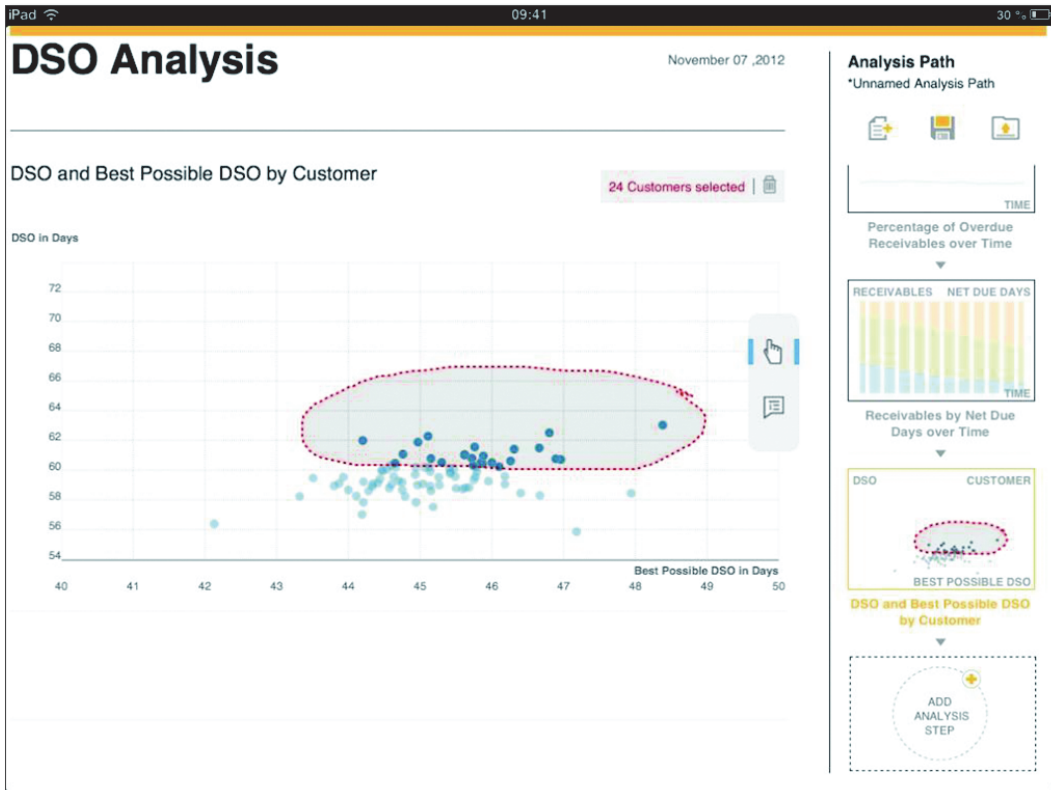 iPad
09:41
30 %
DSO Analysis
November 07 ,2012
DSO and Best Possible DSO by Customer
24 Customers selected
DSO in Days
72
70
68
66
64
62
60
58
56
54
Best Possible DSO in Days
40 41 42 43 44 45 46 47 48 49 50
Analysis Path
*Unnamed Analysis Path
TIME
Percentage of Overdue
Receivables over Time
RECEIVABLES NET DUE DAYS
TIME
Receivables by Net Due
Days over Time
DSO CUSTOMER
BEST POSSIBLE DSO
DSO and Best Possible DSO
by Customer
ADD
ANALYSIS
STEP